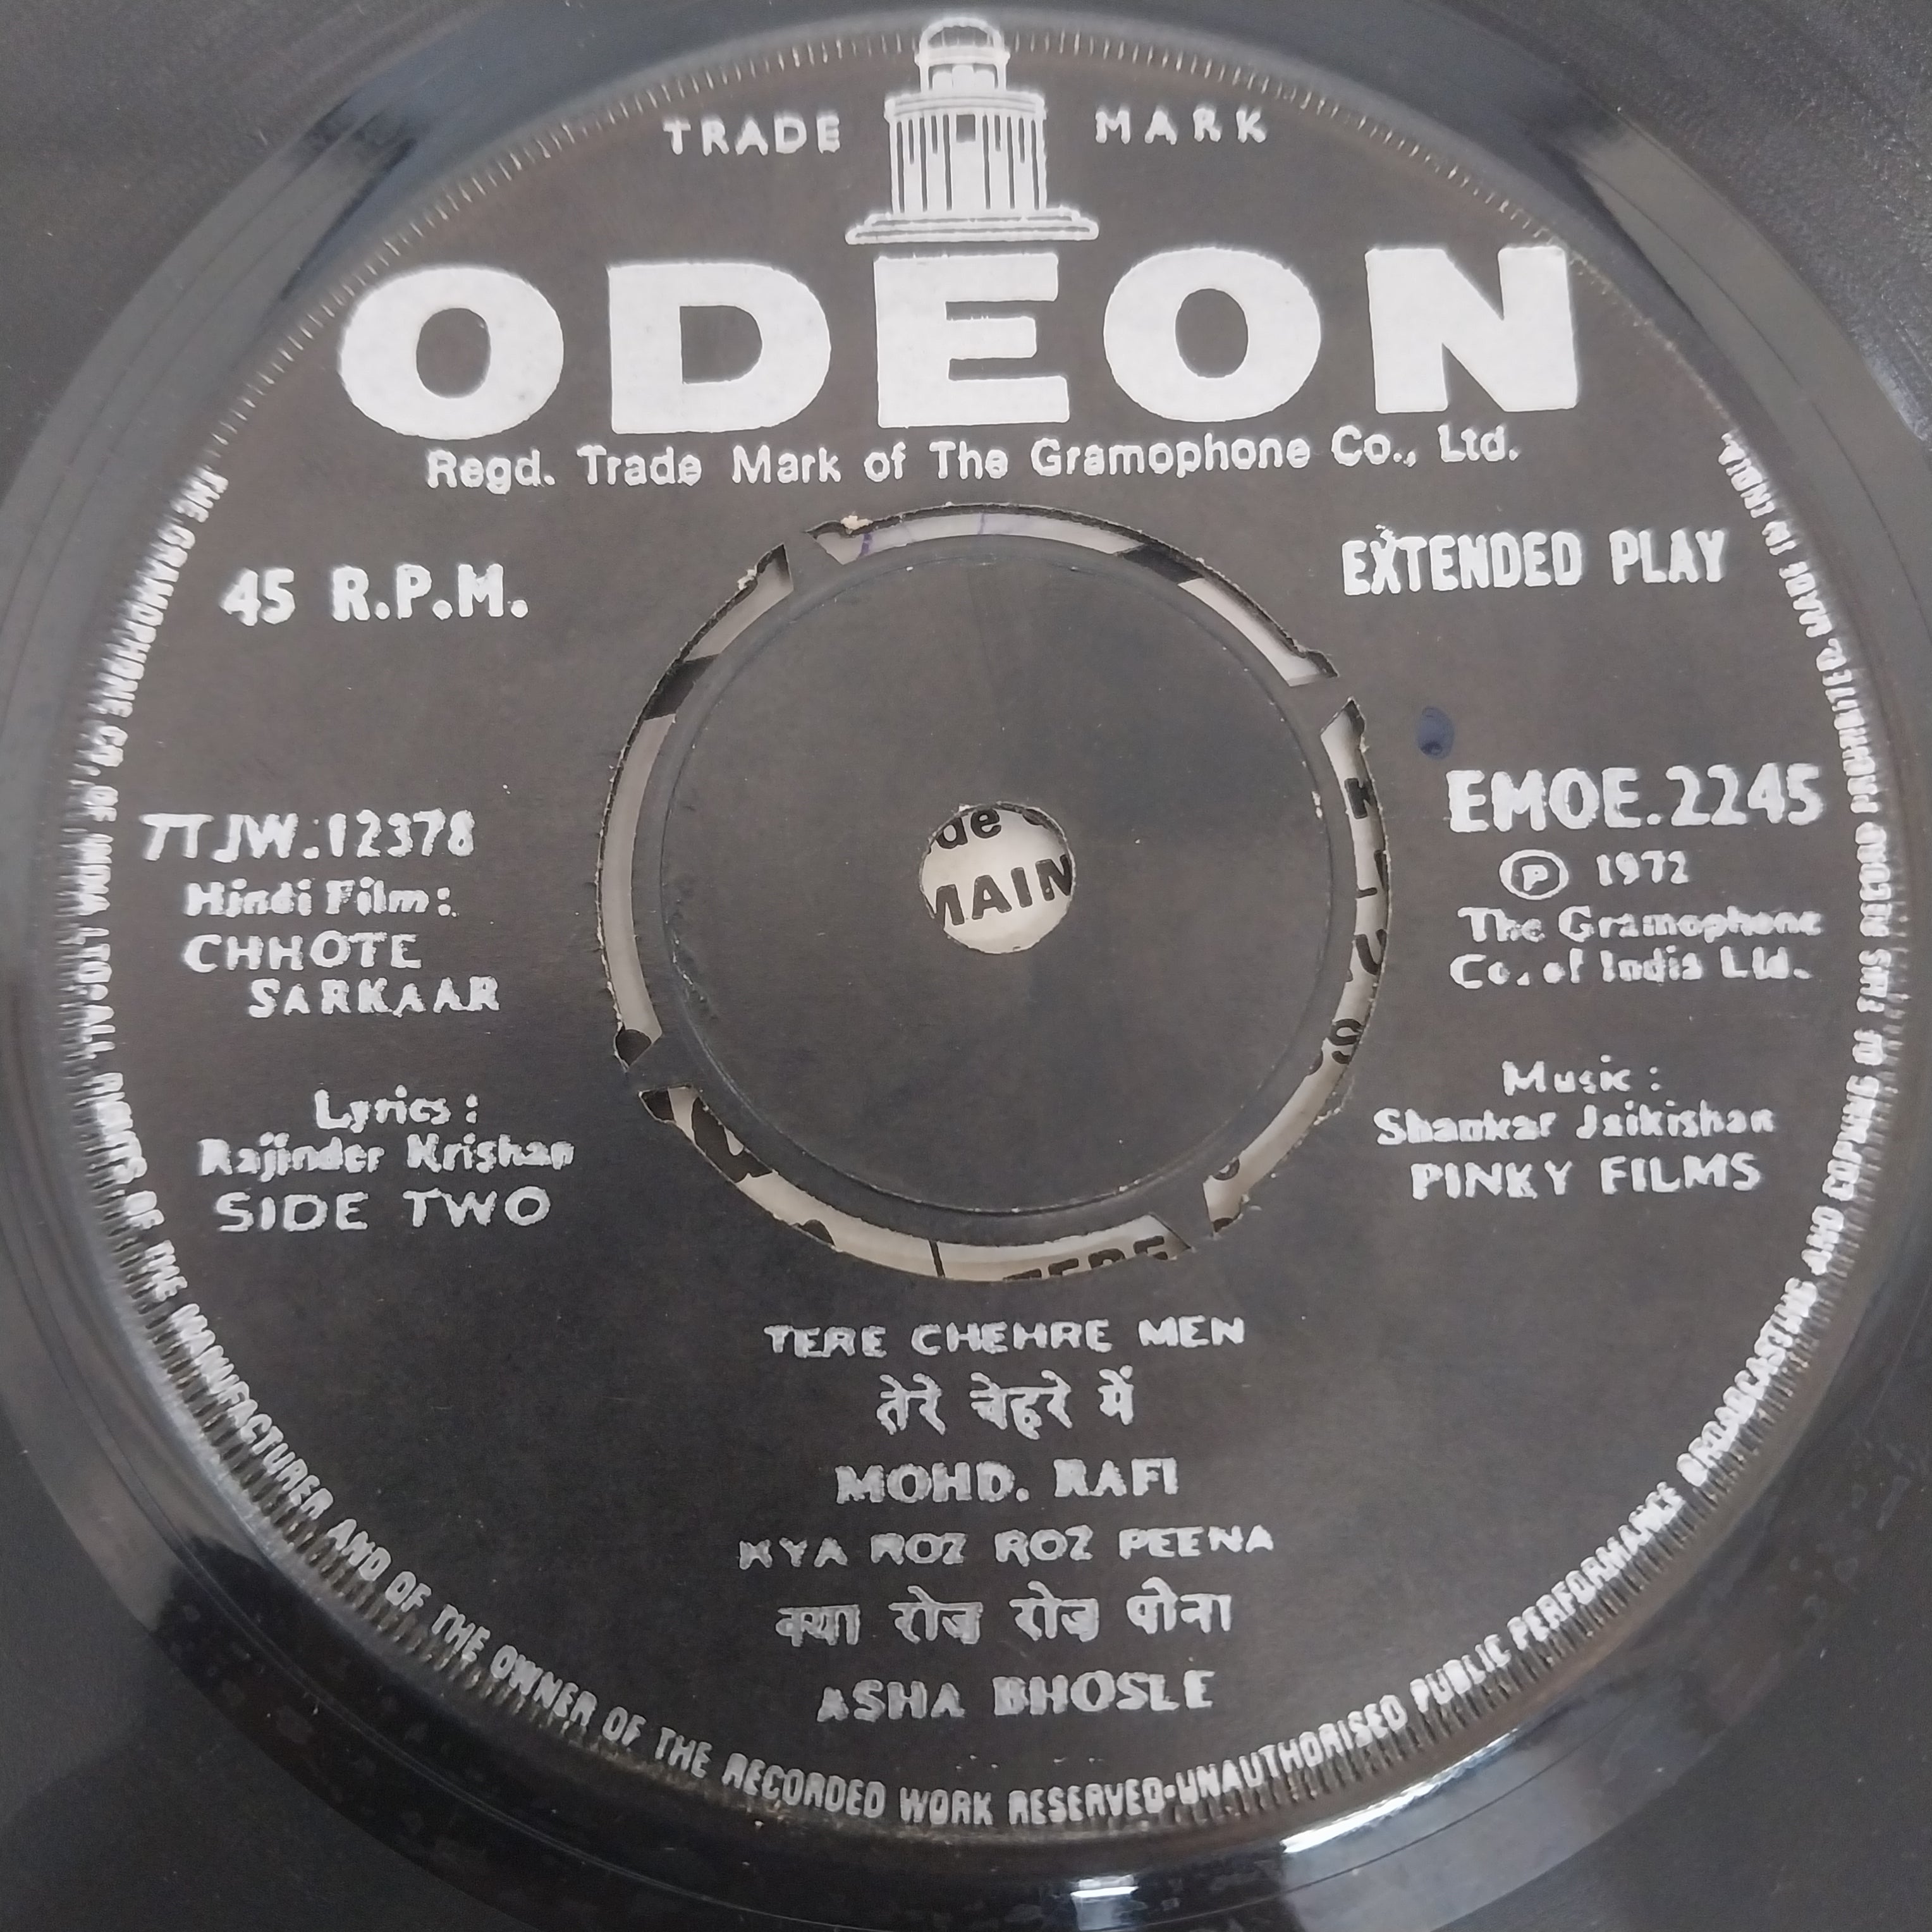 TRADE MARK
ODEON
Regd. Trade Mark of The Gramophone Co., Ltd.
45 R.P.M.
EXTENDED PLAY
7TJW.12378
Hindi Film:
CHHOTE
SARKAAR
Lyrics:
Rajinder Krishan
SIDE TWO
EMOE.2245
Ⓟ 1972
The Gramophone
Co. of India Ltd.
Music:
Shankar Jaikishan
PINKY FILMS
de
MAIN
TERE CHEHRE MEN
तेरे चेहरे में
MOHD. RAFI
KYA ROZ ROZ PEENA
क्या रोज़ रोज़ पीना
ASHA BHOSLE
THE GRAMOPHONE CO. OF INDIA LTD. ALL RIGHTS OF THE MANUFACTURER AND OF THE OWNER OF THE RECORDED WORK RESERVED·UNAUTHORISED PUBLIC PERFORMANCE BROADCASTING AND COPYING OF THIS RECORD PROHIBITED. MADE IN INDIA.